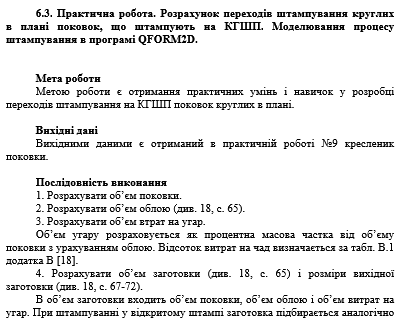 6.3. Практична робота. Розрахунок переходів штампування круглих
в плані поковок, що штампують на КГШП. Моделювання процесу
штампування в програмі QFORM2D.
Мета роботи
Метою роботи є отримання практичних умінь і навичок у розробці
переходів штампування на КГШП поковок круглих в плані.
Вихідні дані
Вихідними даними є отриманий в практичній роботі №9 кресленик
поковки.
Послідовність виконання
1. Розрахувати об’єм поковки.
2. Розрахувати об’єм облою (див. 18, с. 65).
3. Розрахувати об’єм втрат на угар.
Об’єм угару розраховується як процентна масова частка від об’єму
поковки з урахуванням облою. Відсоток витрат на чад визначається за табл. В.1
додатка В [18].
4. Розрахувати об’єм заготовки (див. 18, с. 65) і розміри вихідної
заготовки (див. 18, с. 67-72).
В об’єм заготовки входить об’єм поковки, об’єм облою і об’єм витрат на
угар. При штампуванні у відкритому штампі заготовка підбирається аналогічно